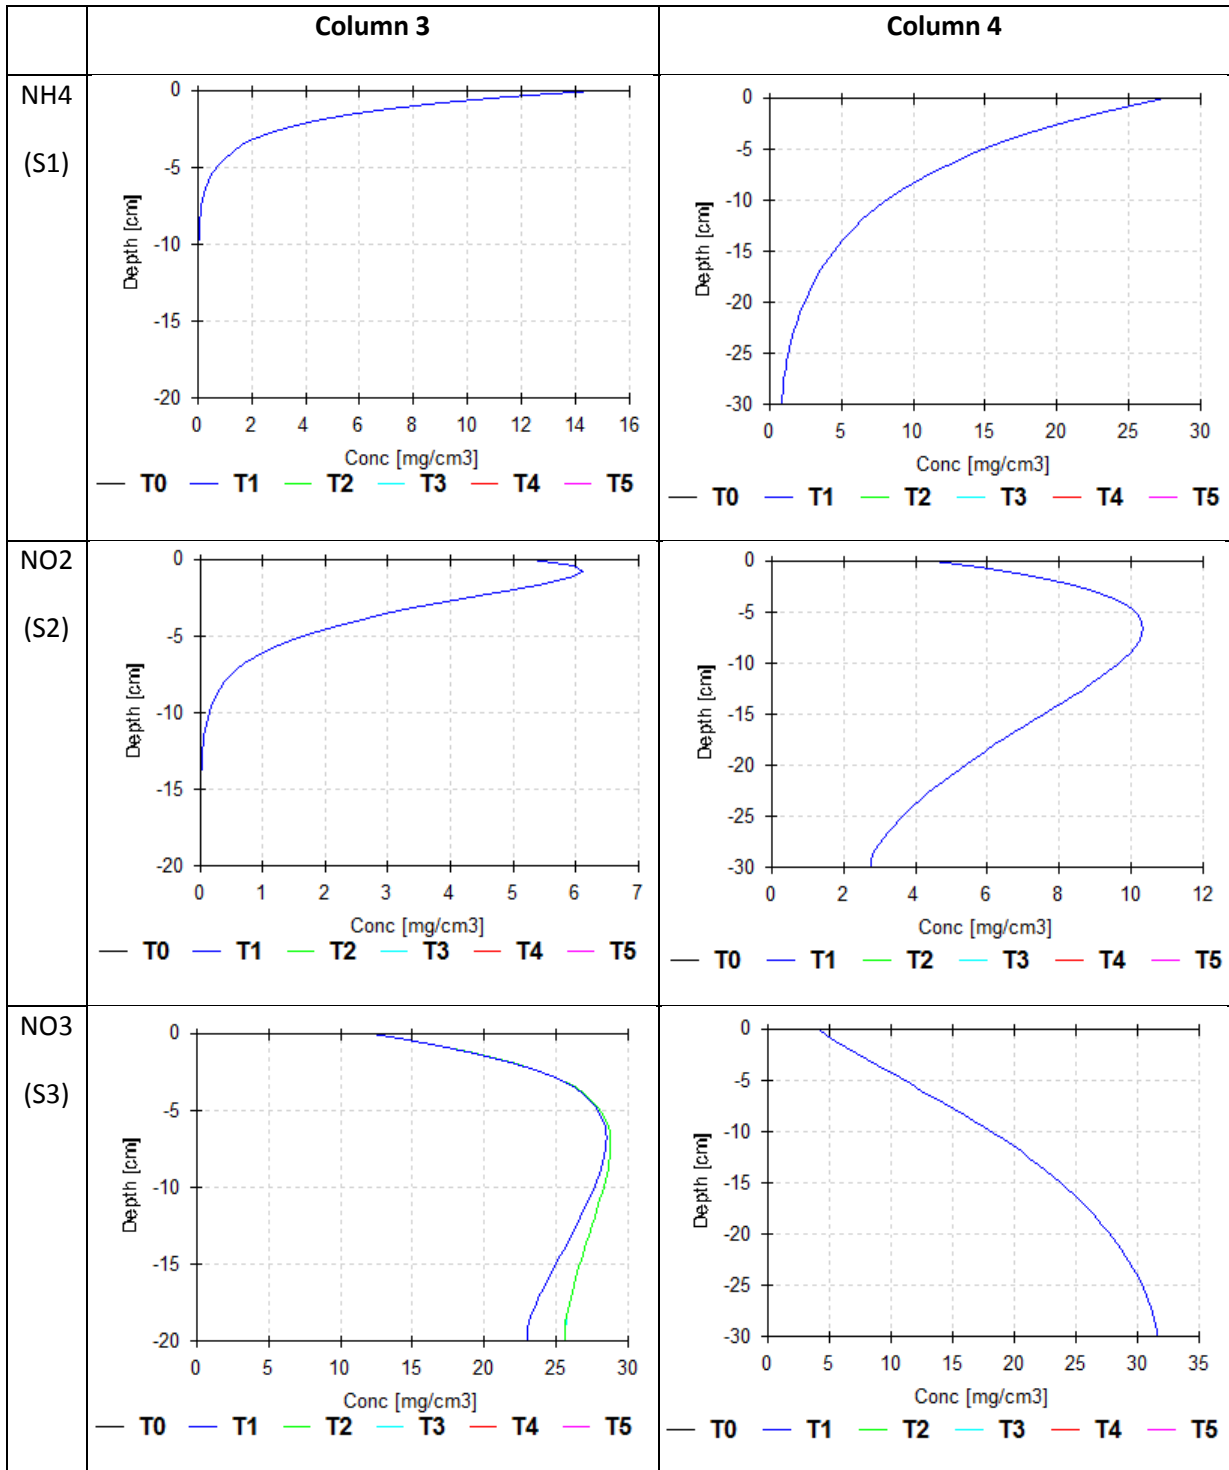 Column 3
Column 4
NH4
(S1)
0
-5
-10
-15
-20
Depth [cm]
0 2 4 6 8 10 12 14 16
Conc [mg/cm3]
T0 T1 T2 T3 T4 T5
0
-5
-10
-15
-20
-25
-30
Depth [cm]
0 5 10 15 20 25 30
Conc [mg/cm3]
T0 T1 T2 T3 T4 T5
NO2
(S2)
0
-5
-10
-15
-20
Depth [cm]
0 1 2 3 4 5 6 7
Conc [mg/cm3]
T0 T1 T2 T3 T4 T5
0
-5
-10
-15
-20
-25
-30
Depth [cm]
0 2 4 6 8 10 12
Conc [mg/cm3]
T0 T1 T2 T3 T4 T5
NO3
(S3)
0
-5
-10
-15
-20
Depth [cm]
0 5 10 15 20 25 30
Conc [mg/cm3]
T0 T1 T2 T3 T4 T5
0
-5
-10
-15
-20
-25
-30
Depth [cm]
0 5 10 15 20 25 30 35
Conc [mg/cm3]
T0 T1 T2 T3 T4 T5